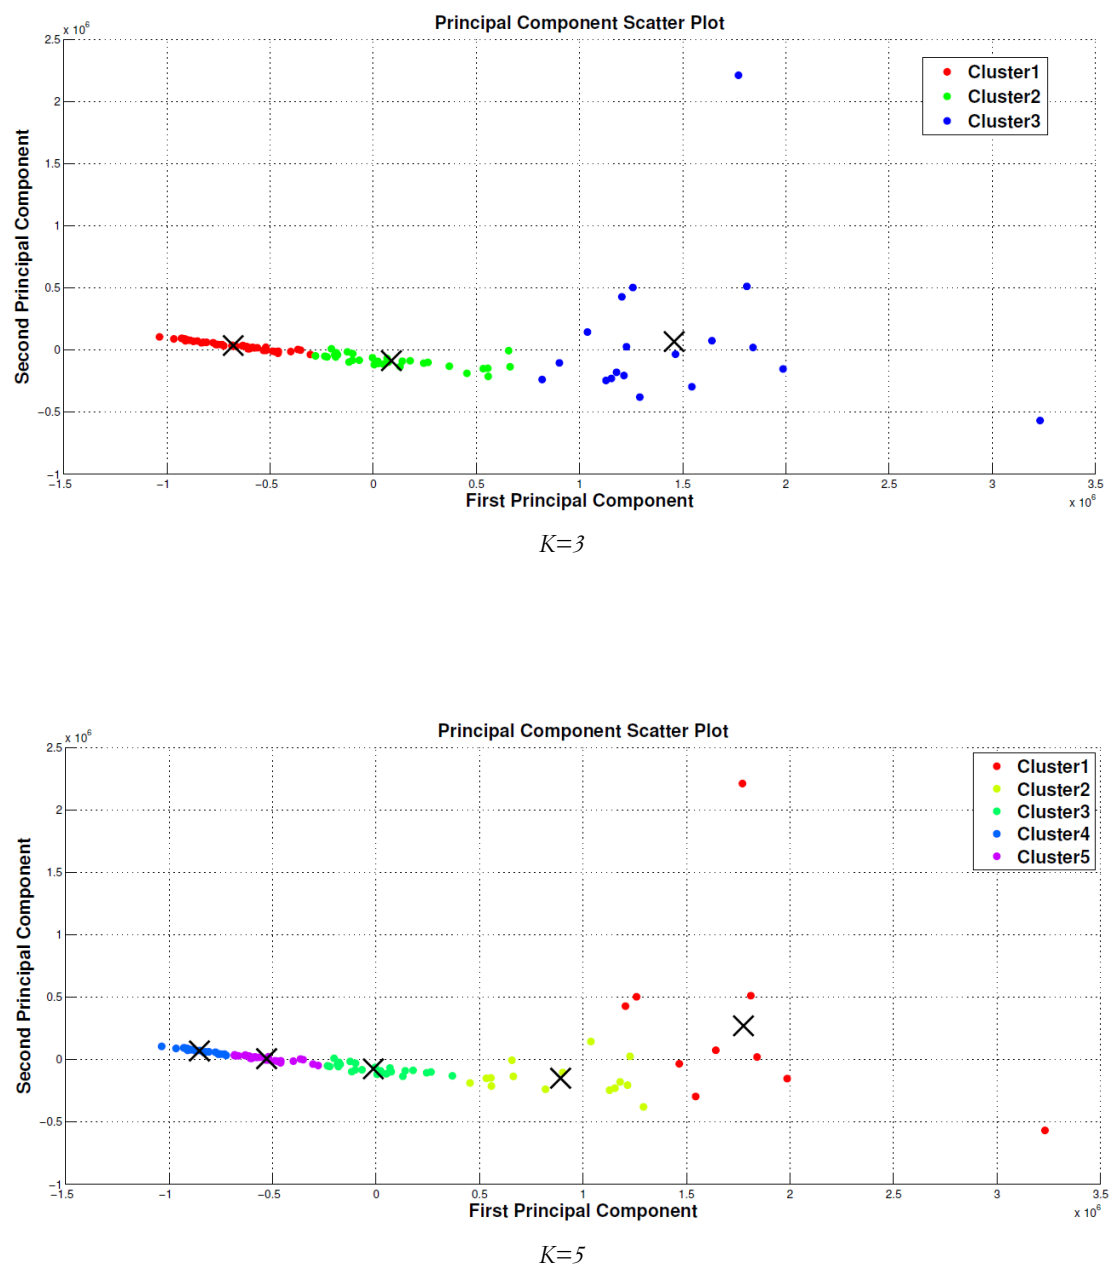 Principal Component Scatter Plot
x 10^6
2.5
2
1.5
1
0.5
0
−0.5
−1
Second Principal Component
Cluster1
Cluster2
Cluster3
−1.5 −1 −0.5 0 0.5 1 1.5 2 2.5 3 3.5
First Principal Component
x 10^6
K=3
Principal Component Scatter Plot
x 10^6
2.5
2
1.5
1
0.5
0
−0.5
−1
Second Principal Component
Cluster1
Cluster2
Cluster3
Cluster4
Cluster5
−1.5 −1 −0.5 0 0.5 1 1.5 2 2.5 3 3.5
First Principal Component
x 10^6
K=5